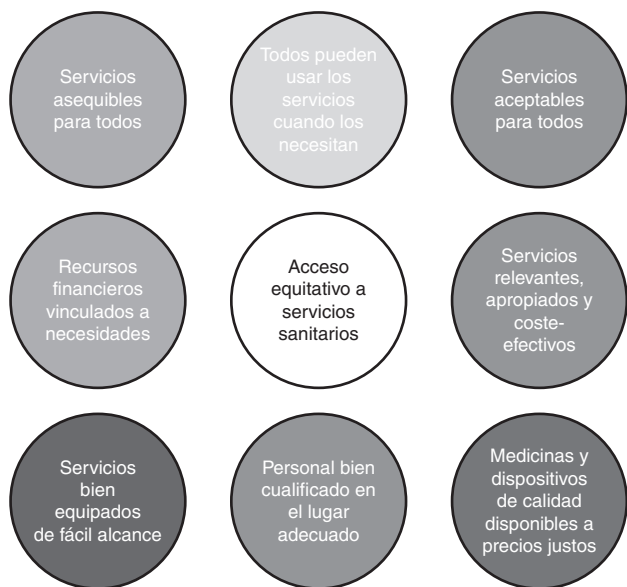 Servicios
asequibles
para todos
Todos pueden
usar los
servicios
cuando los
necesitan
Servicios
aceptables
para todos
Recursos
financieros
vinculados a
necesidades
Acceso
equitativo a
servicios
sanitarios
Servicios
relevantes,
apropiados y
coste-
efectivos
Servicios
bien
equipados
de fácil alcance
Personal bien
cualificado en
el lugar
adecuado
Medicinas y
dispositivos
de calidad
disponibles a
precios justos